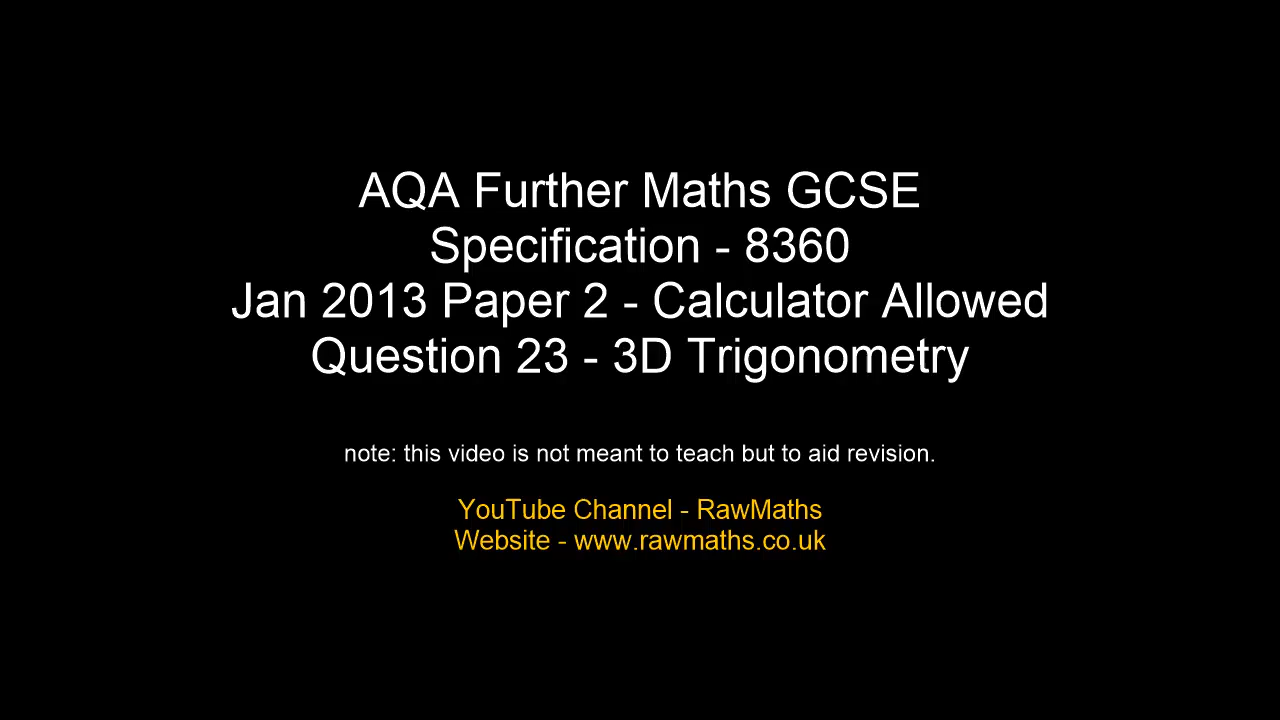 AQA Further Maths GCSE
Specification - 8360
Jan 2013 Paper 2 - Calculator Allowed
Question 23 - 3D Trigonometry
note: this video is not meant to teach but to aid revision.
YouTube Channel - RawMaths
Website - www.rawmaths.co.uk